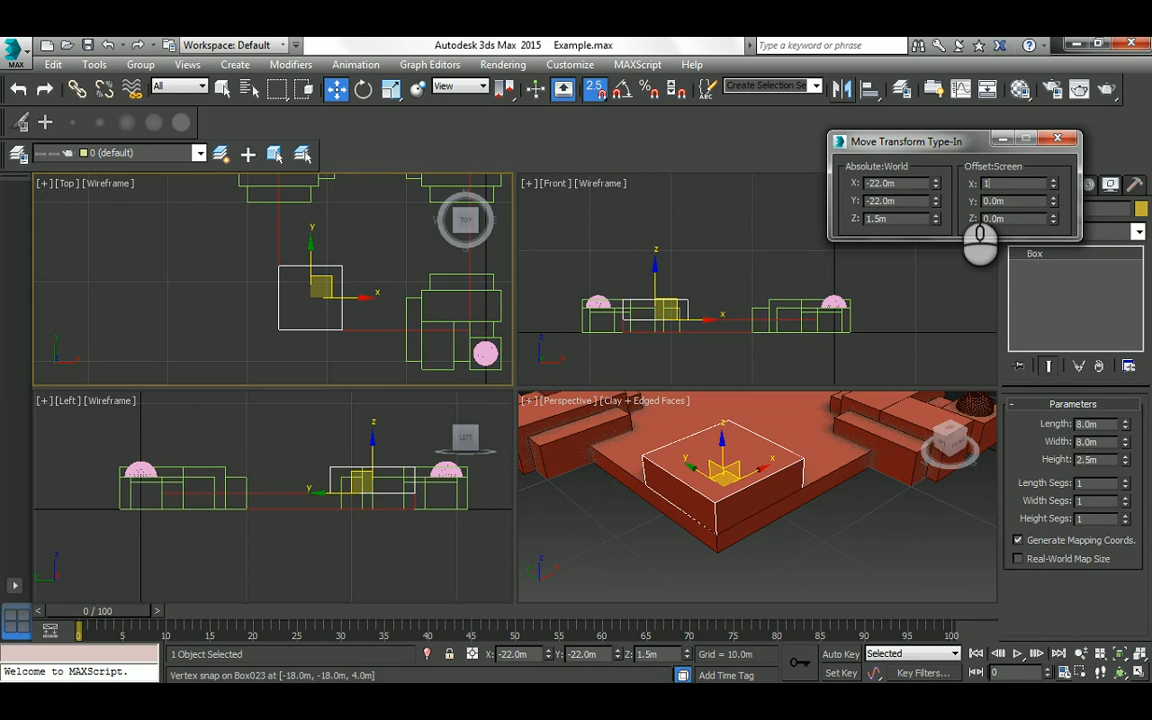 Workspace: Default
Autodesk 3ds Max 2015
Example.max
Type a keyword or phrase
MAX
Edit
Tools
Group
Views
Create
Modifiers
Animation
Graph Editors
Rendering
Customize
MAXScript
Help
All
View
2.5
Create Selection Se
0 (default)
Move Transform Type-In
Absolute:World
Offset:Screen
X: -22.0m
X: 1
Y: -22.0m
Y: 0.0m
Z: 1.5m
Z: 0.0m
[+] [Top] [Wireframe]
[+] [Front] [Wireframe]
TOP
y
x
z
x
Box
[+] [Left] [Wireframe]
[+] [Perspective] [Clay + Edged Faces]
LEFT
z
y
z
y
x
Parameters
Length: 8.0m
Width: 8.0m
Height: 2.5m
Length Segs: 1
Width Segs: 1
Height Segs: 1
Generate Mapping Coords.
Real-World Map Size
0 / 100
0 5 10 15 20 25 30 35 40 45 50 55 60 65 70 75 80 85 90 95 100
1 Object Selected
X: -22.0m
Y: -22.0m
Z: 1.5m
Grid = 10.0m
Auto Key
Selected
Welcome to MAXScript.
Vertex snap on Box023 at [-18.0m, -18.0m, 4.0m]
Add Time Tag
Set Key
Key Filters...
0